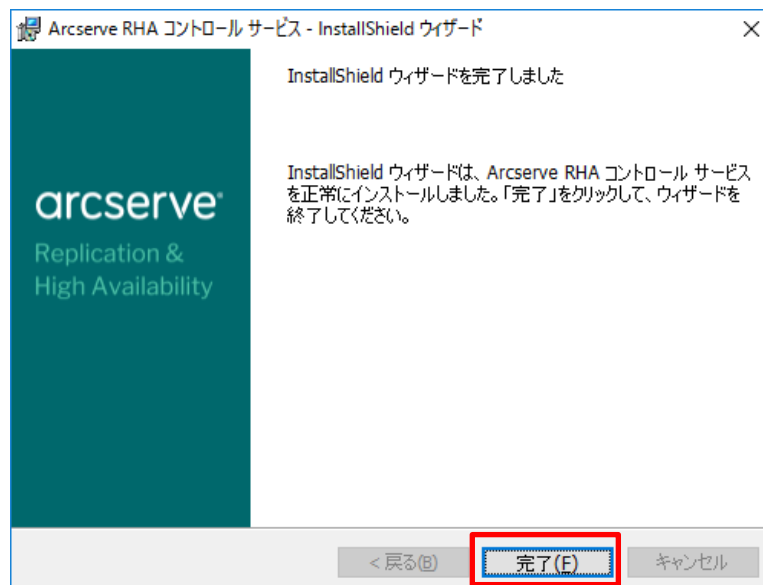 Arcserve RHA コントロール サービス - InstallShield ウィザード
InstallShield ウィザードを完了しました
InstallShield ウィザードは、Arcserve RHA コントロール サービス
を正常にインストールしました。「完了」をクリックして、ウィザードを
終了してください。
arcserve®
Replication &
High Availability
< 戻る(B)
完了(F)
キャンセル